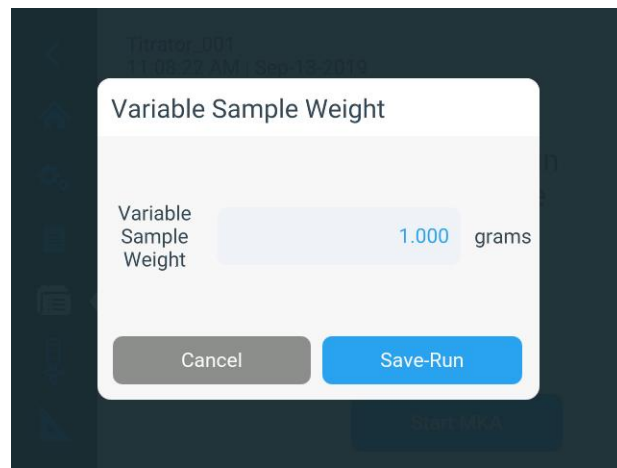 Titrator_001
11:08:22 AM | Sep-13-2019
Variable Sample Weight
Variable
Sample
Weight
1.000 grams
Cancel
Save-Run
Start MKA